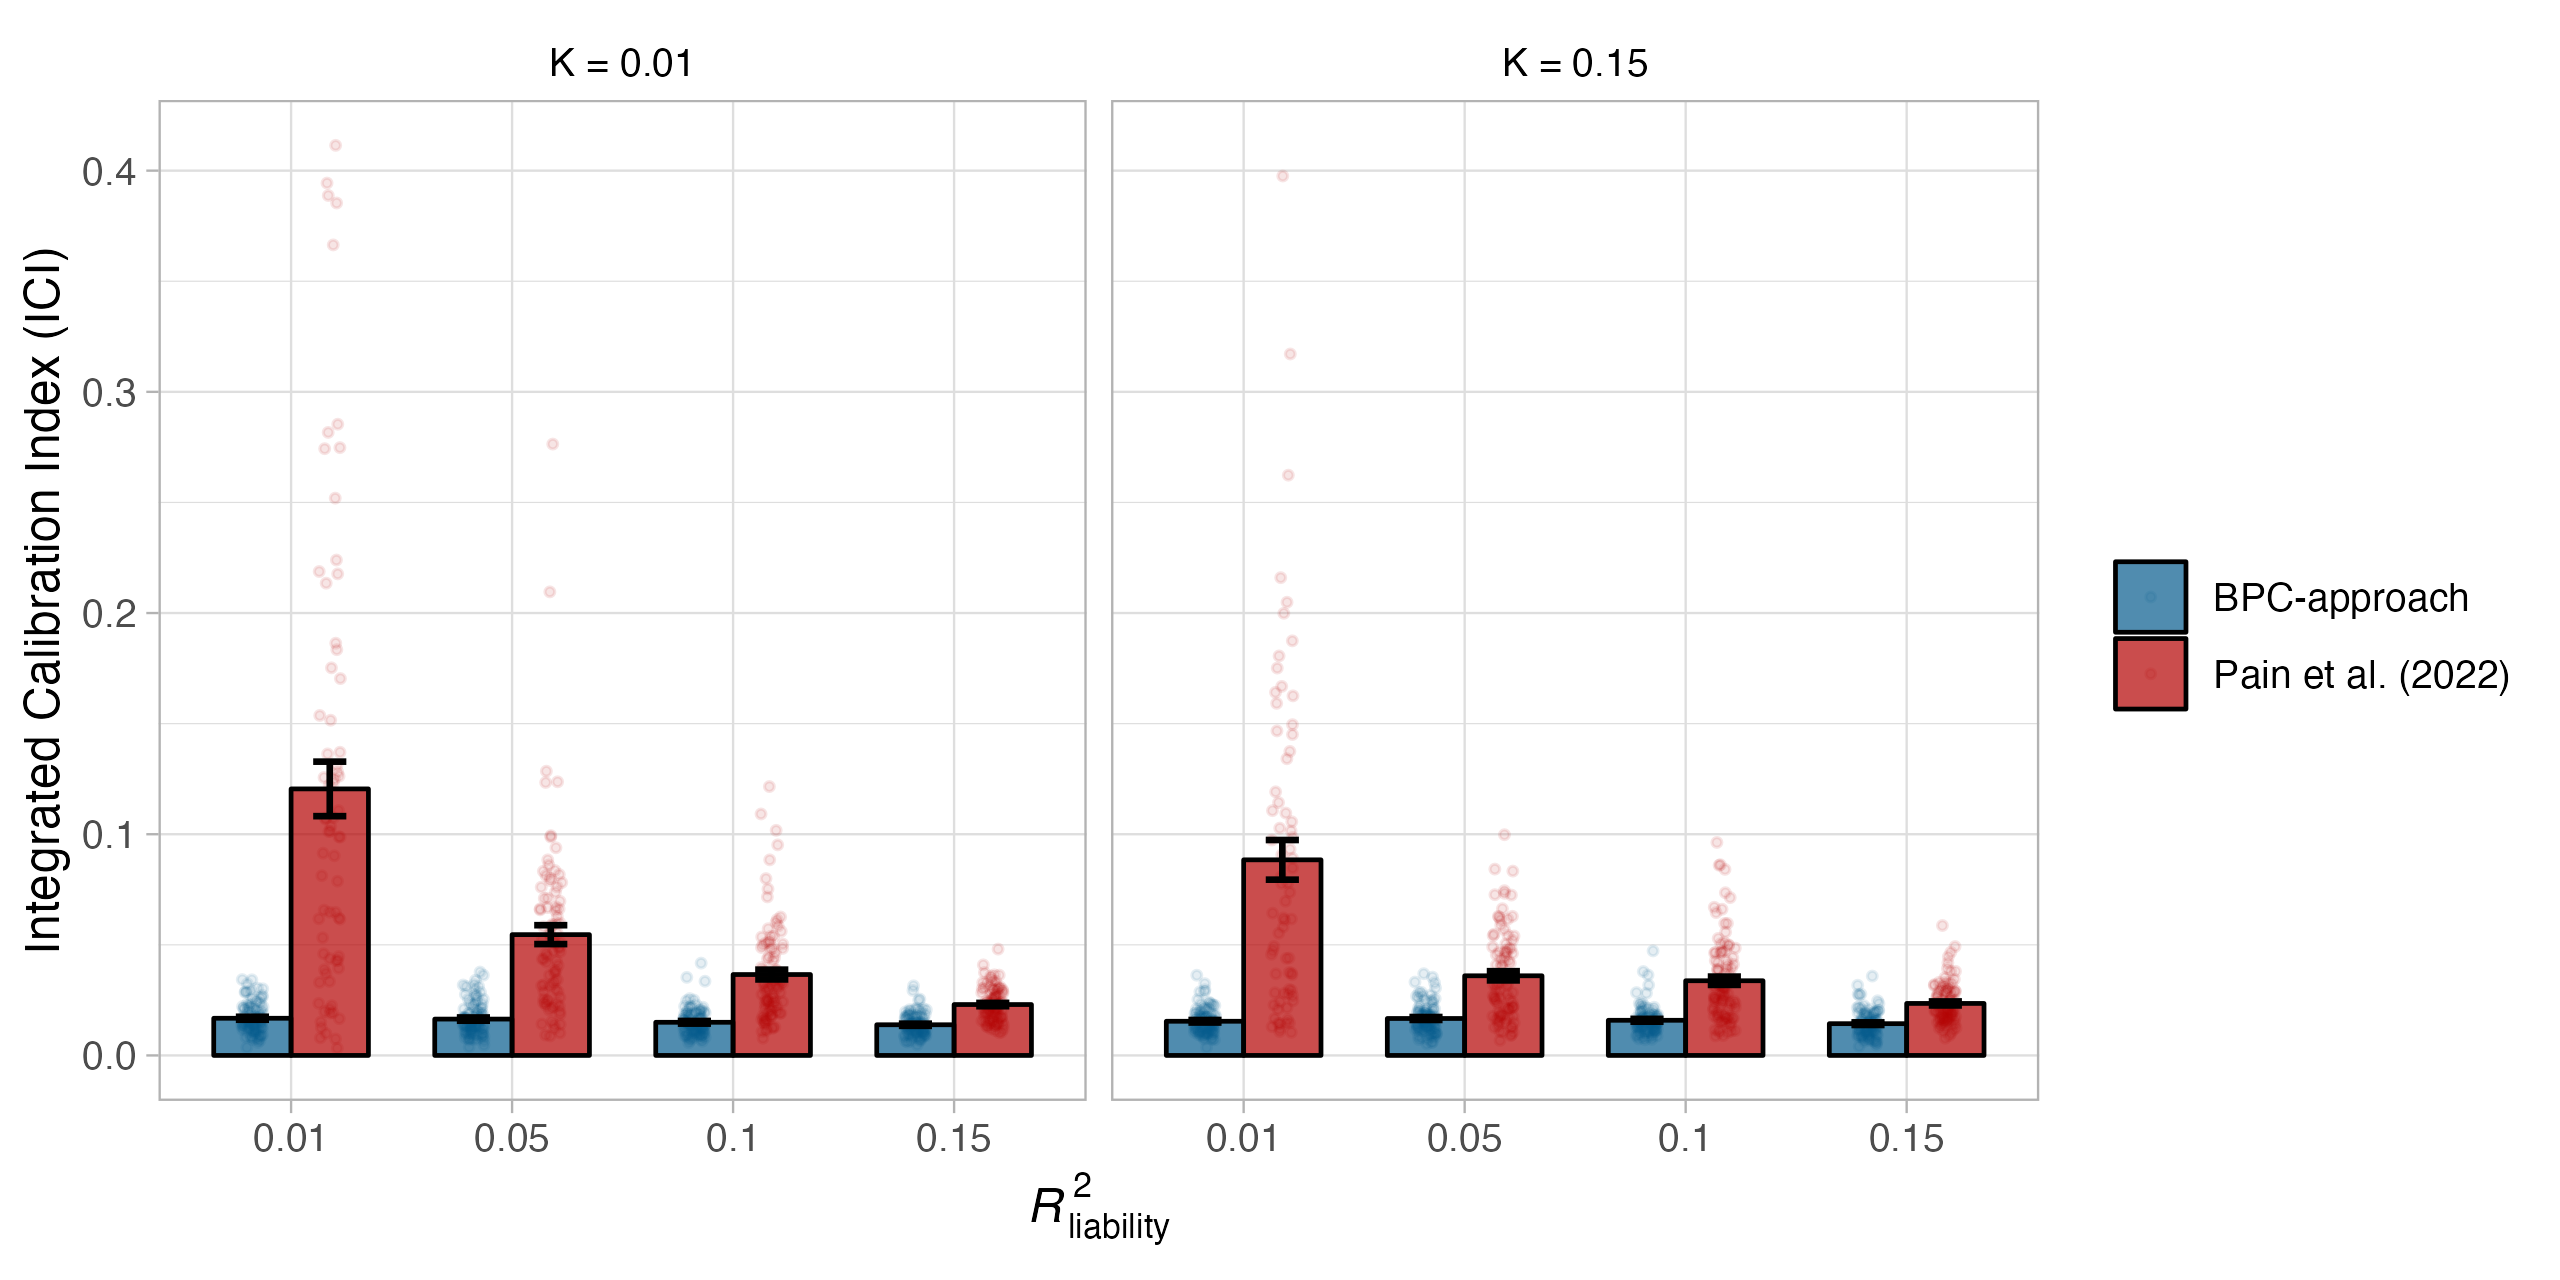 K = 0.01
K = 0.15
Integrated Calibration Index (ICI)
0.4
0.3
0.2
0.1
0.0
0.01 0.05 0.1 0.15
0.01 0.05 0.1 0.15
R²liability
BPC-approach
Pain et al. (2022)